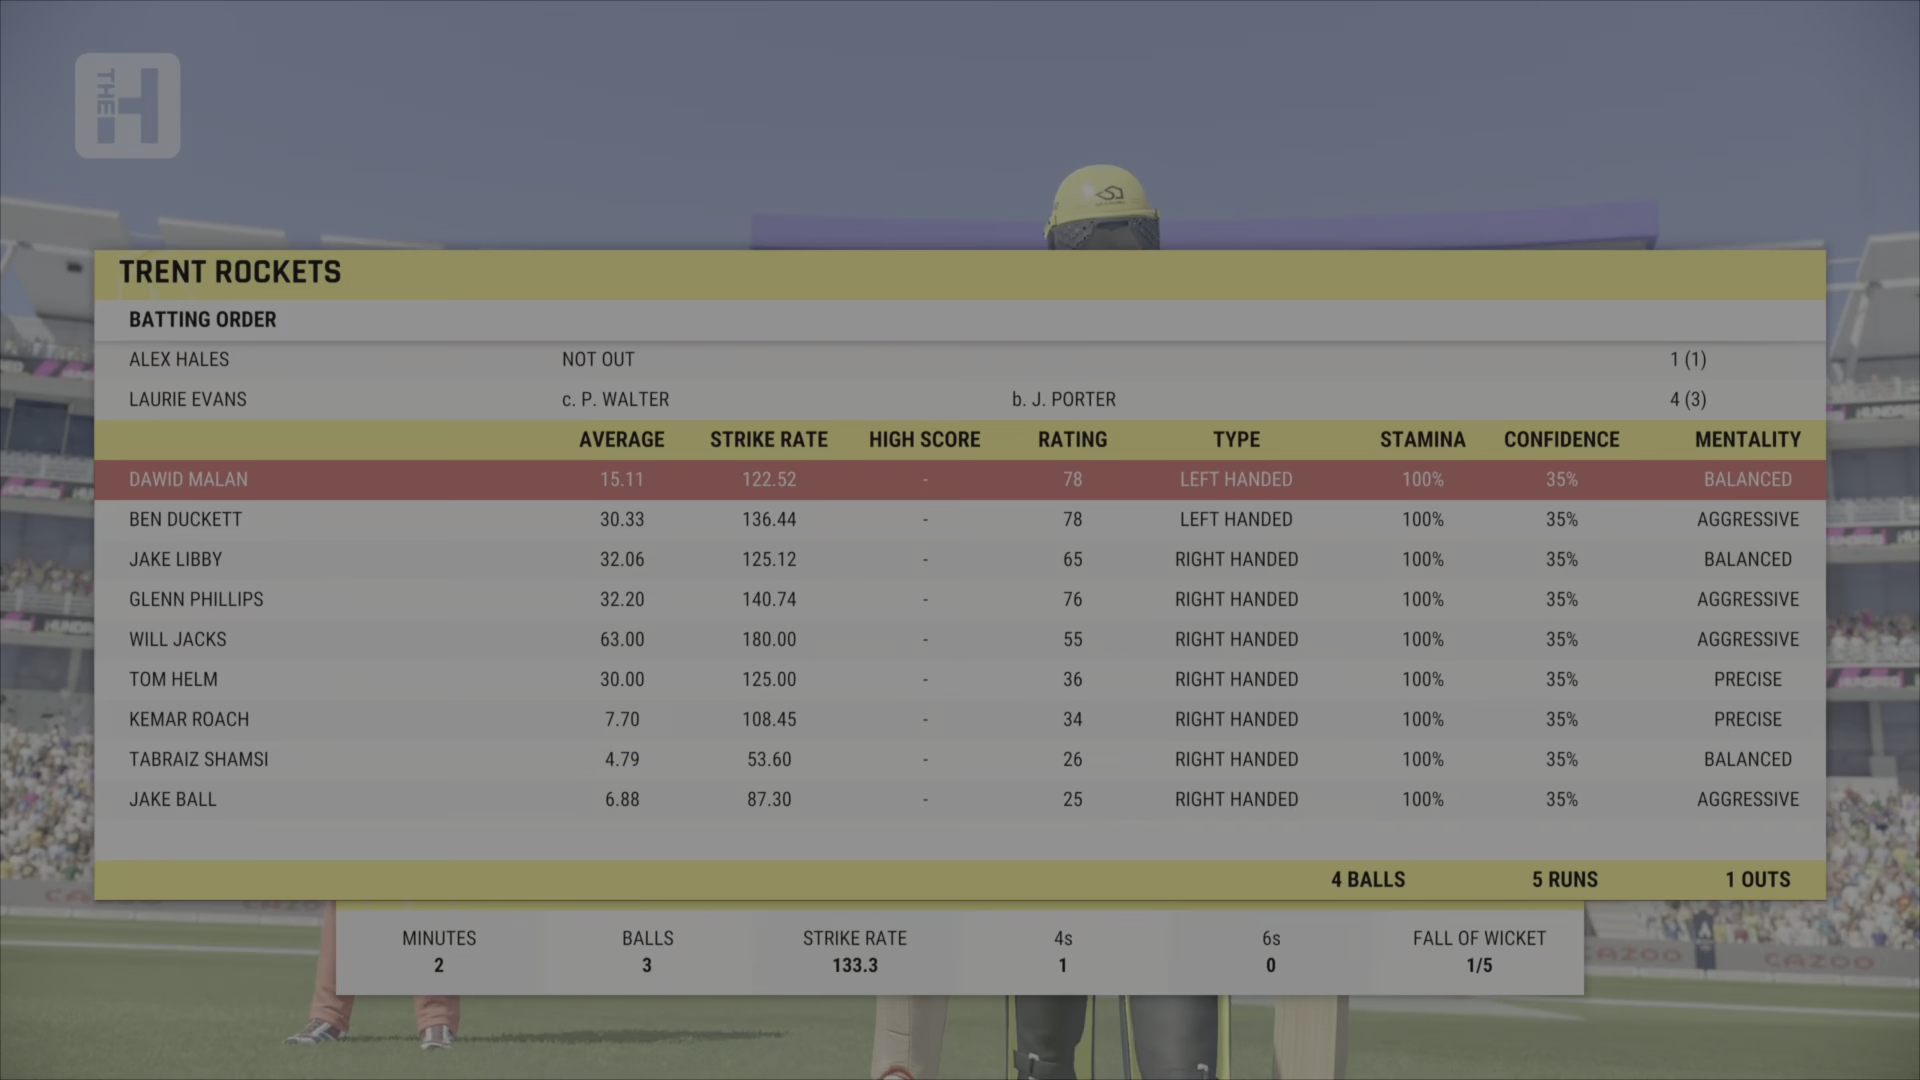 THE
TRENT ROCKETS
BATTING ORDER
ALEX HALES NOT OUT 1 (1)
LAURIE EVANS c. P. WALTER b. J. PORTER 4 (3)
AVERAGE STRIKE RATE HIGH SCORE RATING TYPE STAMINA CONFIDENCE MENTALITY
DAWID MALAN 15.11 122.52 - 78 LEFT HANDED 100% 35% BALANCED
BEN DUCKETT 30.33 136.44 - 78 LEFT HANDED 100% 35% AGGRESSIVE
JAKE LIBBY 32.06 125.12 - 65 RIGHT HANDED 100% 35% BALANCED
GLENN PHILLIPS 32.20 140.74 - 76 RIGHT HANDED 100% 35% AGGRESSIVE
WILL JACKS 63.00 180.00 - 55 RIGHT HANDED 100% 35% AGGRESSIVE
TOM HELM 30.00 125.00 - 36 RIGHT HANDED 100% 35% PRECISE
KEMAR ROACH 7.70 108.45 - 34 RIGHT HANDED 100% 35% PRECISE
TABRAIZ SHAMSI 4.79 53.60 - 26 RIGHT HANDED 100% 35% BALANCED
JAKE BALL 6.88 87.30 - 25 RIGHT HANDED 100% 35% AGGRESSIVE
4 BALLS 5 RUNS 1 OUTS
MINUTES BALLS STRIKE RATE 4s 6s FALL OF WICKET
2 3 133.3 1 0 1/5
CAZOO CAZOO